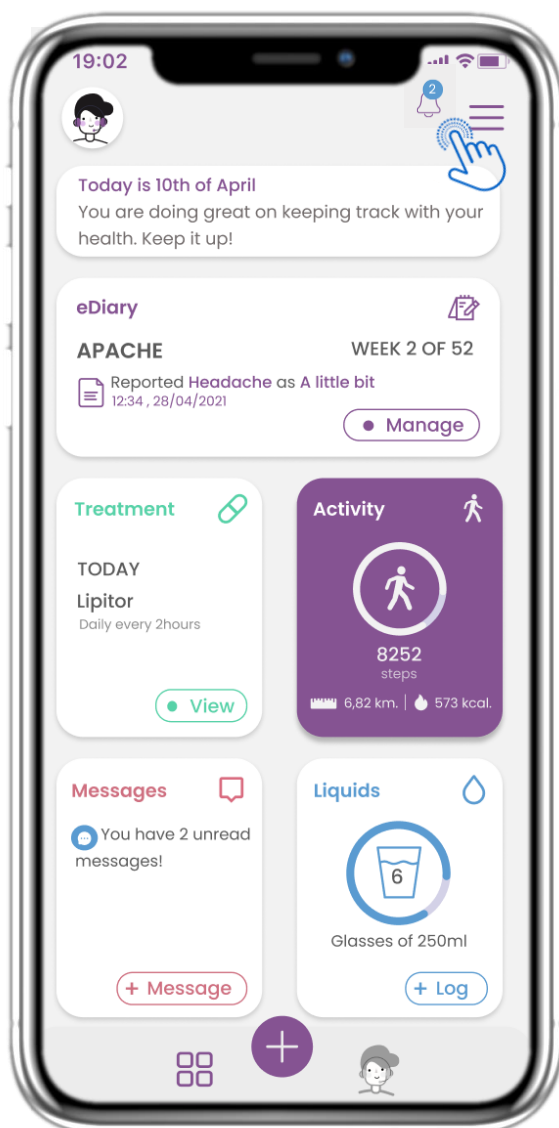 19:02
2
Today is 10th of April
You are doing great on keeping track with your
health. Keep it up!
eDiary
APACHE
WEEK 2 OF 52
Reported Headache as A little bit
12:34 , 28/04/2021
Manage
Treatment
TODAY
Lipitor
Daily every 2hours
View
Activity
8252
steps
6,82 km.
573 kcal.
Messages
You have 2 unread
messages!
+ Message
Liquids
6
Glasses of 250ml
+ Log